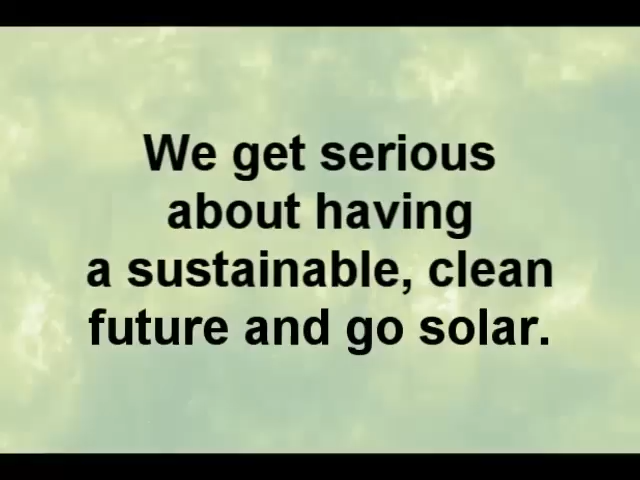 We get serious
about having
a sustainable, clean
future and go solar.